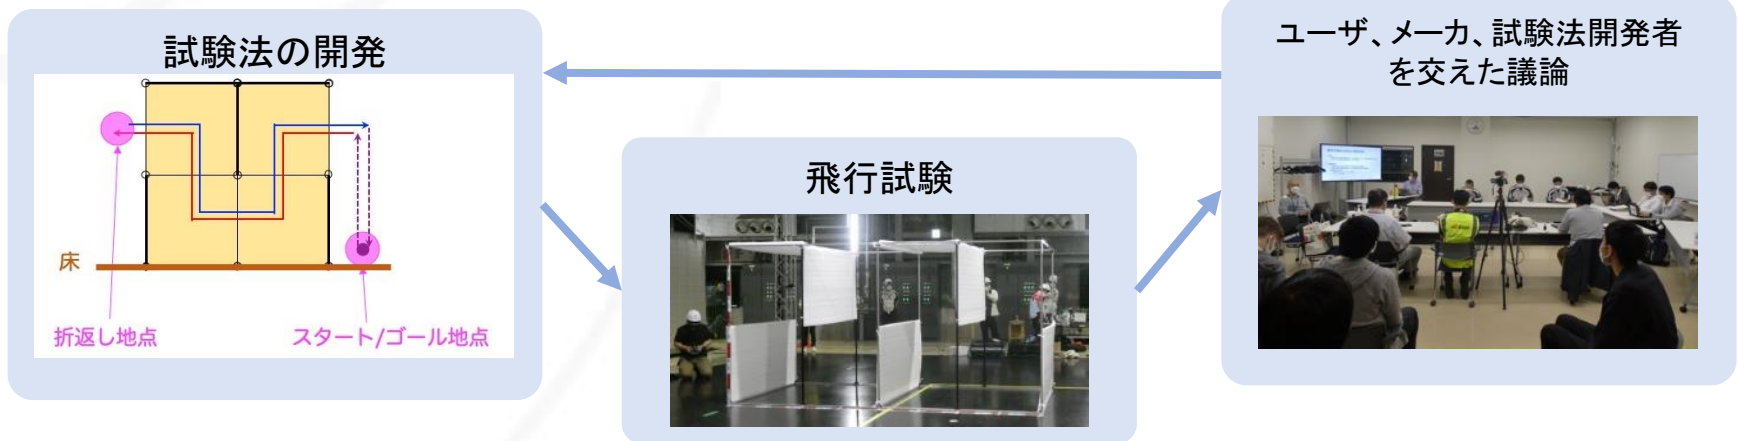 試験法の開発
床
折返し地点
スタート/ゴール地点
飛行試験
ユーザ、メーカ、試験法開発者
を交えた議論